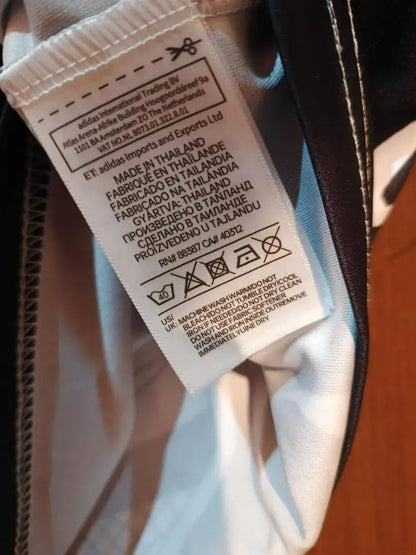 adidas International Trading BV
Atlas Arena-Afrike Building Hoogoorddreef 9a
1101 BA Amsterdam ZO The Netherlands
VAT NO.NL 8073.01.322.B.01
ET: adidas Imports and Exports Ltd
MADE IN THAILAND
FABRIQUÉ EN THAÏLANDE
FABRICADO EN TAILANDIA
FABRICADO NA TAILÂNDIA
GYÁRTVA: THAILAND
ПРОИЗВЕДЕНО В ТАЙЛАНД
СДЕЛАНО В ТАИЛАНДЕ
PROIZVEDENO U TAJLANDU
RN# 88387 CA# 40312
40
US/ UK: MACHINE WASH WARM/DO NOT
BLEACH/DO NOT TUMBLE DRY/COOL
IRON IF NEEDED/DO NOT DRY CLEAN
DO NOT USE FABRIC SOFTENER
WASH AND IRON INSIDE OUT/REMOVE
IMMEDIATELY/LINE DRY